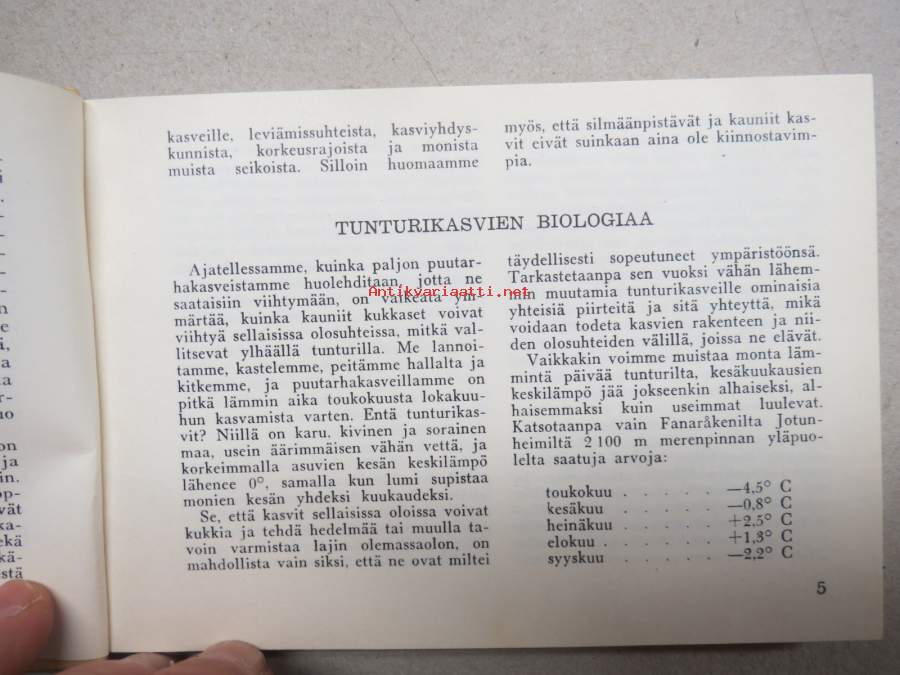 kasveille, leviämissuhteista, kasviyhdys-
kunnista, korkeusrajoista ja monista
muista seikoista. Silloin huomaamme
myös, että silmäänpistävät ja kauniit kas-
vit eivät suinkaan aina ole kiinnostavim-
pia.
TUNTURIKASVIEN BIOLOGIAA
Ajatellessamme, kuinka paljon puutar-
hakasveistamme huolehditaan, jotta ne
saataisiin viihtymään, on vaikeata ym-
märtää, kuinka kauniit kukkaset voivat
viihtyä sellaisissa olosuhteissa, mitkä val-
litsevat ylhäällä tunturilla. Me lannoi-
tamme, kastelemme, peitämme hallalta ja
kitkemme, ja puutarhakasveillamme on
pitkä lämmin aika toukokuusta lokakuu-
hun kasvamista varten. Entä tunturikas-
vit? Niillä on karu, kivinen ja sorainen
maa, usein äärimmäisen vähän vettä, ja
korkeimmalla asuvien kesän keskilämpö
lähenee 0°, samalla kun lumi supistaa
monien kesän yhdeksi kuukaudeksi.
Se, että kasvit sellaisissa oloissa voivat
kukkia ja tehdä hedelmää tai muulla ta-
voin varmistaa lajin olemassaolon, on
mahdollista vain siksi, että ne ovat miltei
täydellisesti sopeutuneet ympäristöönsä.
Tarkastetaanpa sen vuoksi vähän lähem-
min muutamia tunturikasveille ominaisia
yhteisiä piirteitä ja sitä yhteyttä, mikä
voidaan todeta kasvien rakenteen ja nii-
den olosuhteiden välillä, joissa ne elävät.
Vaikkakin voimme muistaa monta läm-
mintä päivää tunturilta, kesäkuukausien
keskilämpö jää jokseenkin alhaiseksi, al-
haisemmaksi kuin useimmat luulevat.
Katsotaanpa vain Fanaråkenilta Jotun-
heimiltä 2 100 m merenpinnan yläpuo-
lelta saatuja arvoja:
toukokuu . . . . . —4,5° C
kesäkuu . . . . . —0,8° C
heinäkuu . . . . . +2,5° C
elokuu . . . . . . +1,3° C
syyskuu . . . . . —2,2° C
5
Antikvariaatti.net